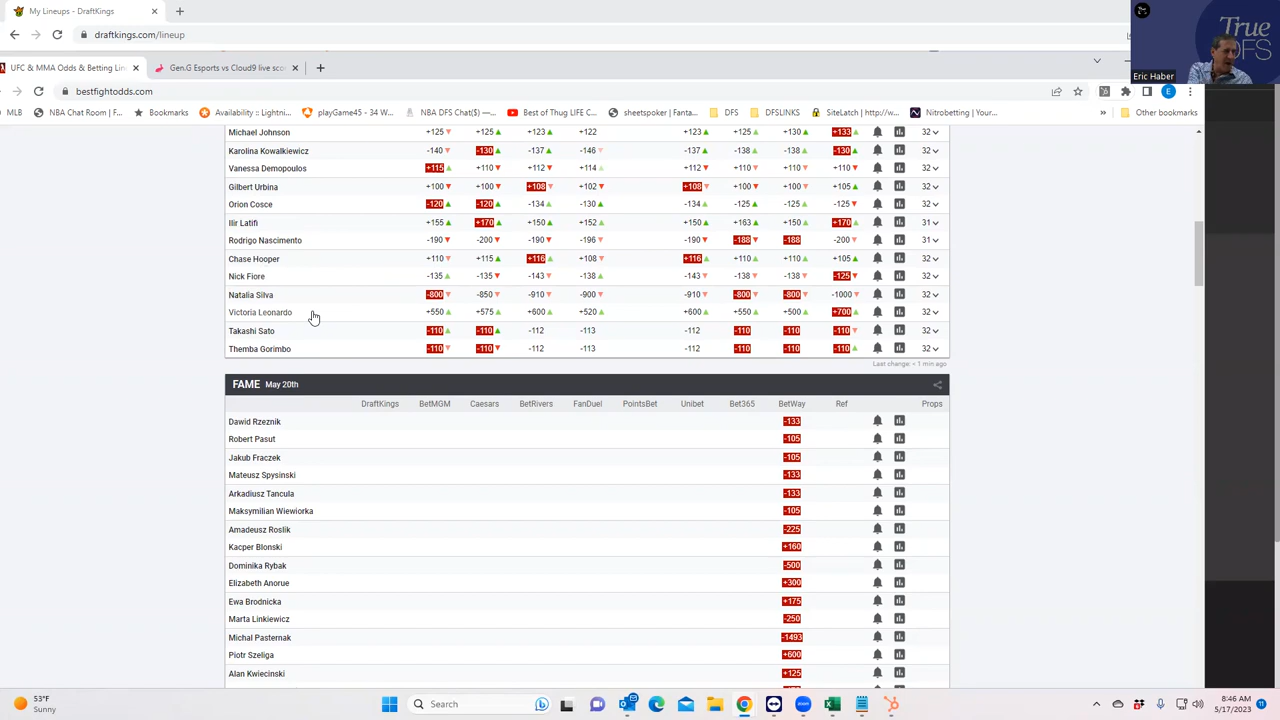 My Lineups - DraftKings
draftkings.com/lineup
True
DFS
Eric Haber
UFC & MMA Odds & Betting Lin
Gen.G Esports vs Cloud9 live sco
bestfightodds.com
MLB NBA Chat Room | F... Bookmarks Availability :: Lightni... playGame45 - 34 W... NBA DFS Chat ($)... Best of Thug LIFE C... sheetspoker | Fanta... DFS DFSLINKS SiteLatch | http://w... Nitrobetting | Your... » Other bookmarks
Michael Johnson +125 +125 +123 +122 +123 +125 +130 +133 32
Karolina Kowalkiewicz -140 -130 -137 -146 -137 -138 -138 -130 32
Vanessa Demopoulos +115 +110 +112 +114 +112 +110 +110 +110 32
Gilbert Urbina +100 +100 +108 +102 +108 +100 +100 +105 32
Orion Cosce -120 -120 -134 -130 -134 -125 -125 -125 32
Ilir Latifi +155 +170 +150 +152 +150 +163 +150 +170 31
Rodrigo Nascimento -190 -200 -190 -196 -190 -188 -188 -200 31
Chase Hooper +110 +115 +116 +108 +116 +110 +110 +105 32
Nick Fiore -135 -135 -143 -138 -143 -138 -138 -125 32
Natalia Silva -800 -850 -910 -900 -910 -800 -800 -1000 32
Victoria Leonardo +550 +575 +600 +520 +600 +550 +500 +700 32
Takashi Sato -110 -110 -112 -113 -112 -110 -110 -110 32
Themba Gorimbo -110 -110 -112 -113 -112 -110 -110 -110 32
Last change: < 1 min ago
FAME May 20th
DraftKings BetMGM Caesars BetRivers FanDuel PointsBet Unibet Bet365 BetWay Ref Props
Dawid Rzeznik -133
Robert Pasut -105
Jakub Fraczek -105
Mateusz Spysinski -133
Arkadiusz Tancula -133
Maksymilian Wiewiorka -105
Amadeusz Roslik -225
Kacper Blonski +160
Dominika Rybak -500
Elizabeth Anorue +300
Ewa Brodnicka +175
Marta Linkiewicz -250
Michal Pasternak -1493
Piotr Szeliga +600
Alan Kwiecinski +125
53°F
Sunny
Search
8:46 AM
5/17/2023